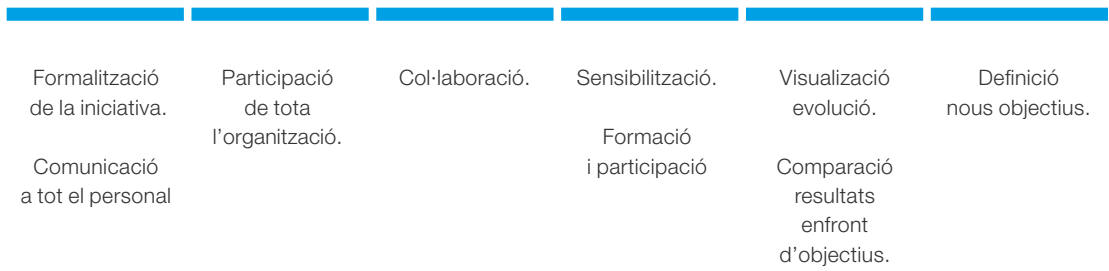 Formalització
de la iniciativa.
Comunicació
a tot el personal
Participació
de tota
l’organització.
Col·laboració.
Sensibilització.
Formació
i participació
Visualizació
evolució.
Comparació
resultats
enfront
d’objectius.
Definició
nous objectius.